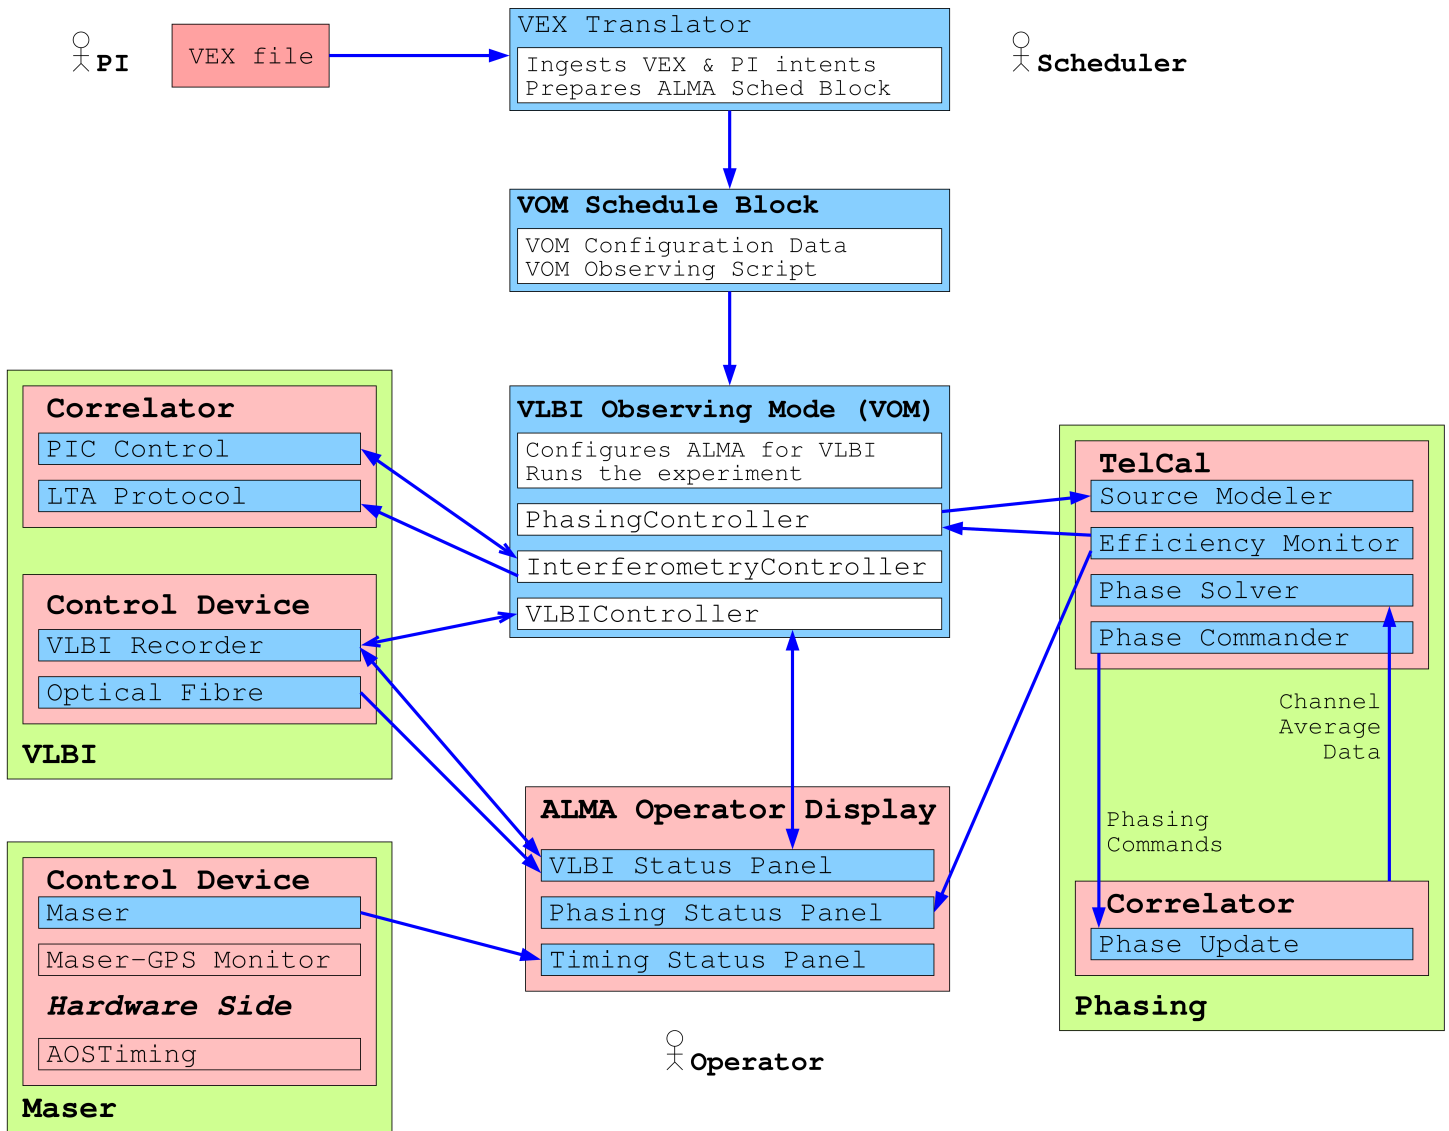 PI
VEX file
VEX Translator
Ingests VEX & PI intents
Prepares ALMA Sched Block
Scheduler
VOM Schedule Block
VOM Configuration Data
VOM Observing Script
Correlator
PIC Control
LTA Protocol
Control Device
VLBI Recorder
Optical Fibre
VLBI
VLBI Observing Mode (VOM)
Configures ALMA for VLBI
Runs the experiment
PhasingController
InterferometryController
VLBIController
TelCal
Source Modeler
Efficiency Monitor
Phase Solver
Phase Commander
Channel
Average
Data
Phasing
Commands
Correlator
Phase Update
Phasing
ALMA Operator Display
VLBI Status Panel
Phasing Status Panel
Timing Status Panel
Control Device
Maser
Maser-GPS Monitor
Hardware Side
AOSTiming
Maser
Operator